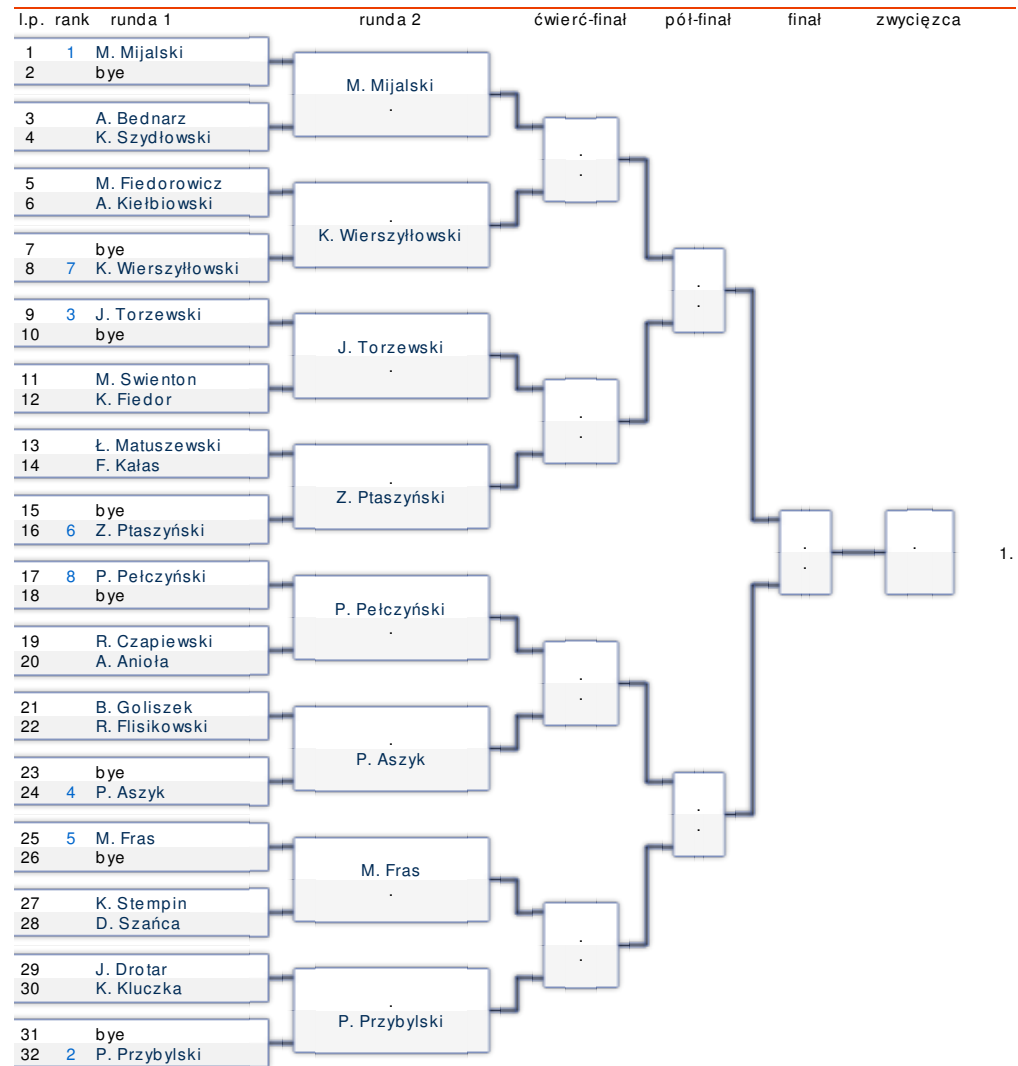 l.p. rank runda 1 runda 2 ćwierć-finał pół-finał finał zwycięzca
1 1 M. Mijalski
2 bye
M. Mijalski
.
3 A. Bednarz
4 K. Szydłowski
.
.
5 M. Fiedorowicz
6 A. Kiełbiowski
.
K. Wierszyłłowski
7 bye
8 7 K. Wierszyłłowski
.
.
9 3 J. Torzewski
10 bye
J. Torzewski
.
11 M. Swienton
12 K. Fiedor
.
.
13 Ł. Matuszewski
14 F. Kałas
.
Z. Ptaszyński
15 bye
16 6 Z. Ptaszyński
.
.
.
1.
17 8 P. Pełczyński
18 bye
P. Pełczyński
.
19 R. Czapiewski
20 A. Anioła
.
.
21 B. Goliszek
22 R. Flisikowski
.
P. Aszyk
23 bye
24 4 P. Aszyk
.
.
25 5 M. Fras
26 bye
M. Fras
.
27 K. Stempin
28 D. Szańca
.
.
29 J. Drotar
30 K. Kluczka
.
P. Przybylski
31 bye
32 2 P. Przybylski